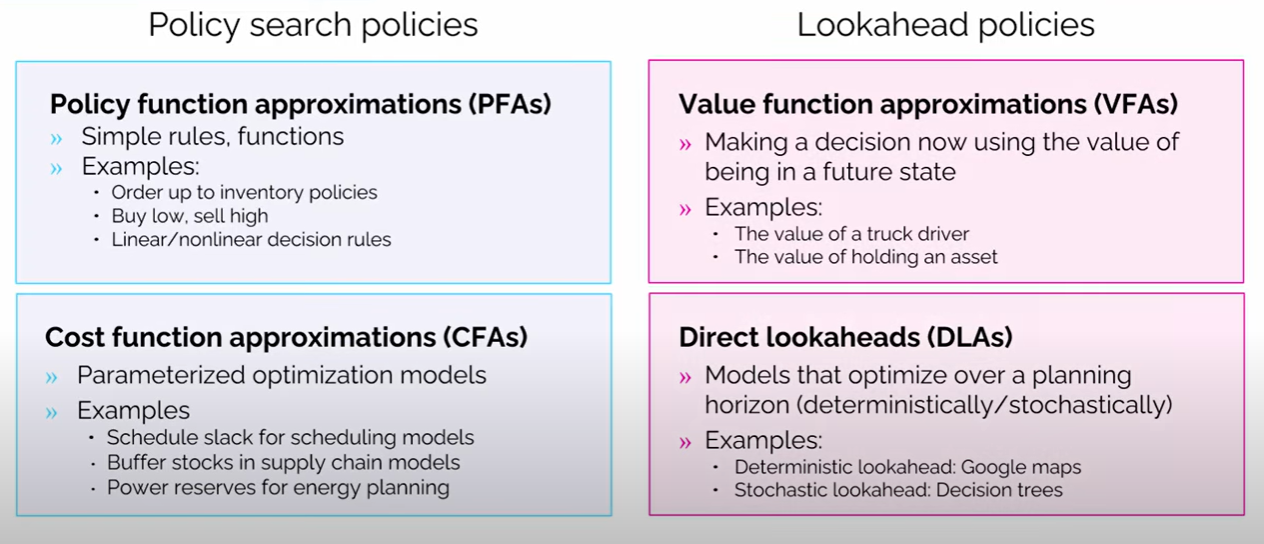 Policy search policies
Policy function approximations (PFAs)
» Simple rules, functions
» Examples:
• Order up to inventory policies
• Buy low, sell high
• Linear/nonlinear decision rules
Cost function approximations (CFAs)
» Parameterized optimization models
» Examples
• Schedule slack for scheduling models
• Buffer stocks in supply chain models
• Power reserves for energy planning
Lookahead policies
Value function approximations (VFAs)
» Making a decision now using the value of
being in a future state
» Examples:
• The value of a truck driver
• The value of holding an asset
Direct lookaheads (DLAs)
» Models that optimize over a planning
horizon (deterministically/stochastically)
» Examples:
• Deterministic lookahead: Google maps
• Stochastic lookahead: Decision trees